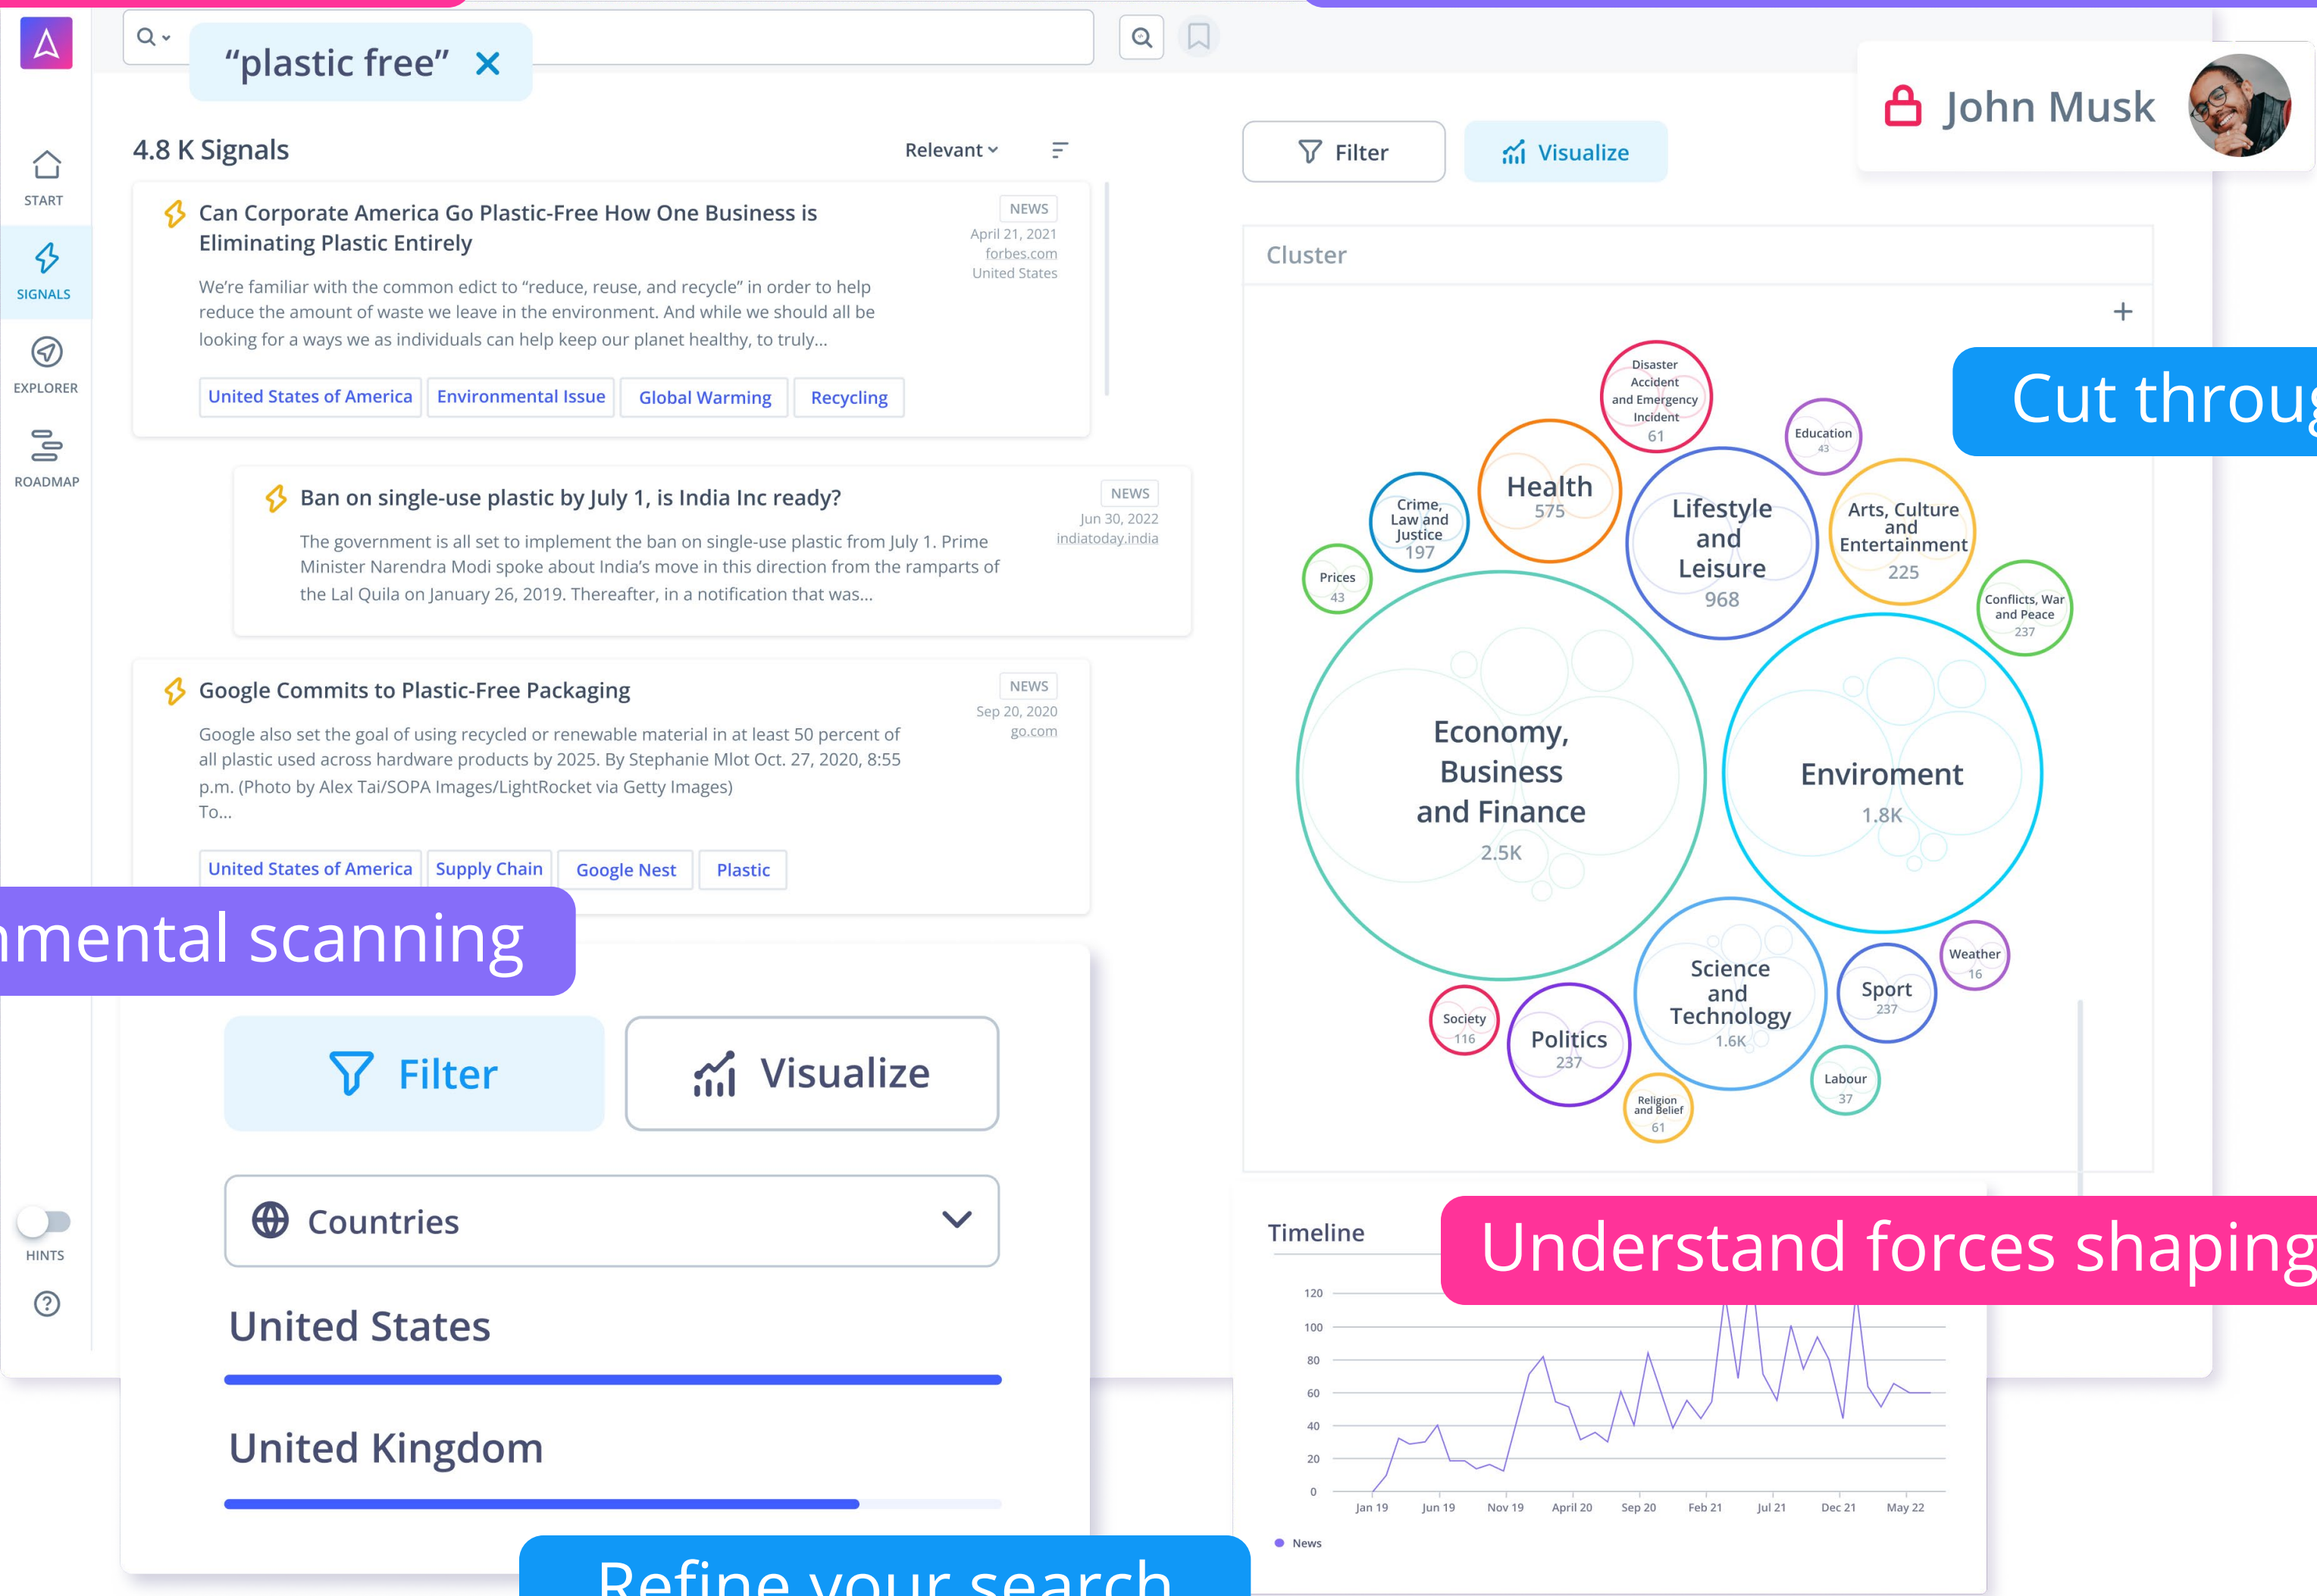 “plastic free”
John Musk
START
SIGNALS
EXPLORER
ROADMAP
HINTS
4.8 K Signals
Relevant
Can Corporate America Go Plastic-Free How One Business is
Eliminating Plastic Entirely
NEWS
April 21, 2021
forbes.com
United States
We’re familiar with the common edict to “reduce, reuse, and recycle” in order to help
reduce the amount of waste we leave in the environment. And while we should all be
looking for a ways we as individuals can help keep our planet healthy, to truly...
United States of America
Environmental Issue
Global Warming
Recycling
Ban on single-use plastic by July 1, is India Inc ready?
NEWS
Jun 30, 2022
indiatoday.india
The government is all set to implement the ban on single-use plastic from July 1. Prime
Minister Narendra Modi spoke about India’s move in this direction from the ramparts of
the Lal Quila on January 26, 2019. Thereafter, in a notification that was...
Google Commits to Plastic-Free Packaging
NEWS
Sep 20, 2020
go.com
Google also set the goal of using recycled or renewable material in at least 50 percent of
all plastic used across hardware products by 2025. By Stephanie Mlot Oct. 27, 2020, 8:55
p.m. (Photo by Alex Tai/SOPA Images/LightRocket via Getty Images)
To...
United States of America
Supply Chain
Google Nest
Plastic
nmental scanning
Filter
Visualize
Countries
United States
United Kingdom
Refine your search
Filter
Visualize
Cluster
Cut throug
Disaster
Accident
and Emergency
Incident
61
Education
43
Health
575
Crime,
Law and
Justice
197
Lifestyle
and
Leisure
968
Arts, Culture
and
Entertainment
225
Prices
43
Conflicts, War
and Peace
237
Economy,
Business
and Finance
2.5K
Enviroment
1.8K
Science
and
Technology
1.6K
Weather
16
Sport
237
Society
116
Politics
237
Labour
37
Religion
and Belief
61
Timeline
Understand forces shaping
120
100
80
60
40
20
0
Jan 19
Jun 19
Nov 19
April 20
Sep 20
Feb 21
Jul 21
Dec 21
May 22
News